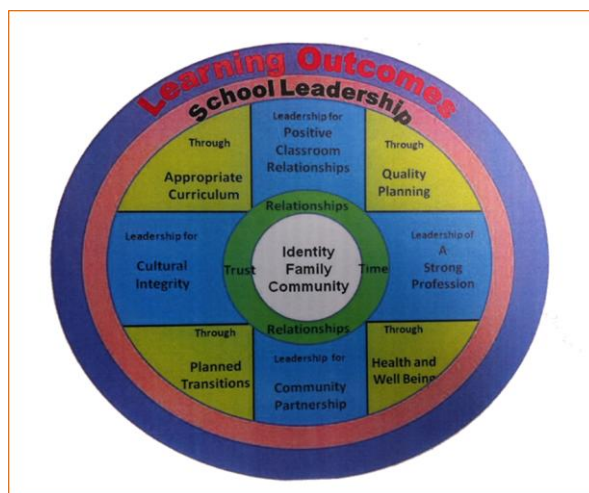 Learning Outcomes
School Leadership
Leadership for
Positive
Classroom
Relationships
Through
Appropriate
Curriculum
Through
Quality
Planning
Relationships
Leadership for
Cultural
Integrity
Trust
Identity
Family
Community
Time
Leadership of
A
Strong
Profession
Relationships
Through
Planned
Transitions
Leadership for
Community
Partnership
Through
Health and
Well Being